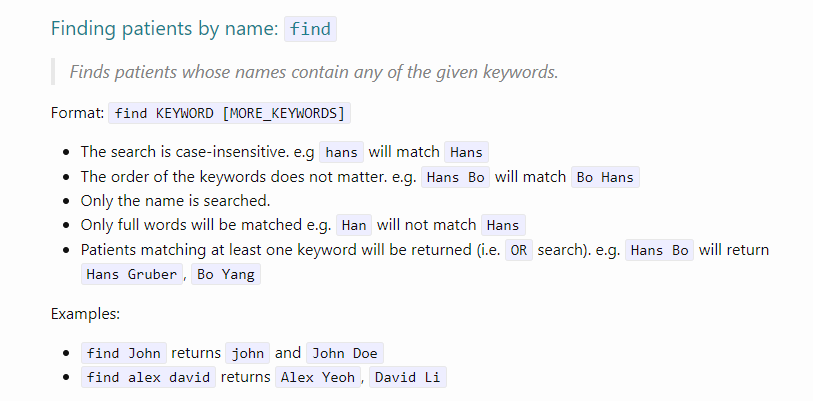 Finding patients by name: find
Finds patients whose names contain any of the given keywords.
Format: find KEYWORD [MORE_KEYWORDS]
• The search is case-insensitive. e.g hans will match Hans
• The order of the keywords does not matter. e.g. Hans Bo will match Bo Hans
• Only the name is searched.
• Only full words will be matched e.g. Han will not match Hans
• Patients matching at least one keyword will be returned (i.e. OR search). e.g. Hans Bo will return
Hans Gruber, Bo Yang
Examples:
• find John returns john and John Doe
• find alex david returns Alex Yeoh, David Li